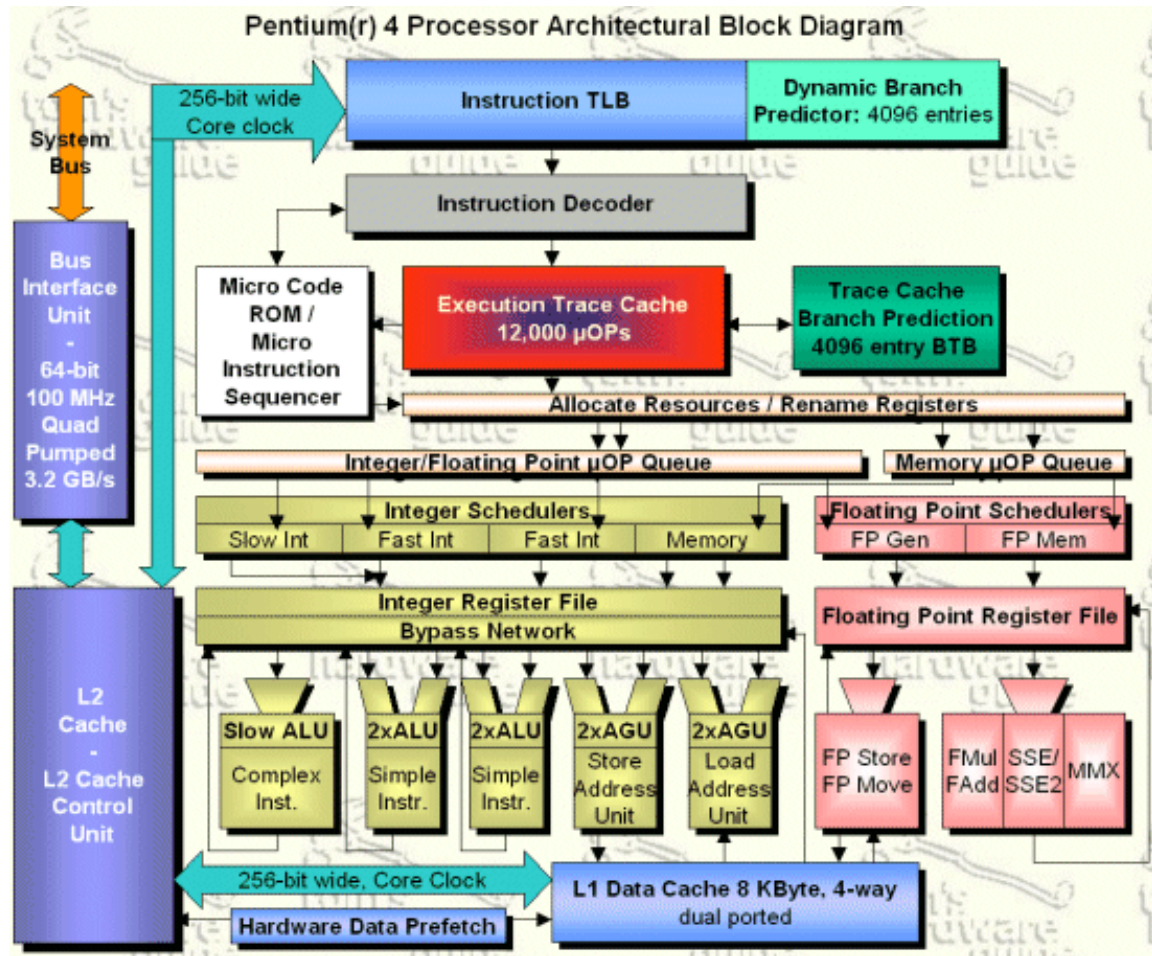 Pentium(r) 4 Processor Architectural Block Diagram
256-bit wide
Core clock
Instruction TLB
Dynamic Branch
Predictor: 4096 entries
System
Bus
Instruction Decoder
Bus
Interface
Unit
-
64-bit
100 MHz
Quad
Pumped
3.2 GB/s
Micro Code
ROM /
Micro
Instruction
Sequencer
Execution Trace Cache
12,000 µOPs
Trace Cache
Branch Prediction
4096 entry BTB
Allocate Resources / Rename Registers
Integer/Floating Point µOP Queue
Memory µOP Queue
Integer Schedulers
Slow Int
Fast Int
Fast Int
Memory
Floating Point Schedulers
FP Gen
FP Mem
Integer Register File
Bypass Network
Floating Point Register File
L2
Cache
-
L2 Cache
Control
Unit
Slow ALU
Complex
Inst.
2xALU
Simple
Instr.
2xALU
Simple
Instr.
2xAGU
Store
Address
Unit
2xAGU
Load
Address
Unit
FP Store
FP Move
FMul
FAdd
SSE/
SSE2
MMX
256-bit wide, Core Clock
L1 Data Cache 8 KByte, 4-way
dual ported
Hardware Data Prefetch
tom's
hardware
guide